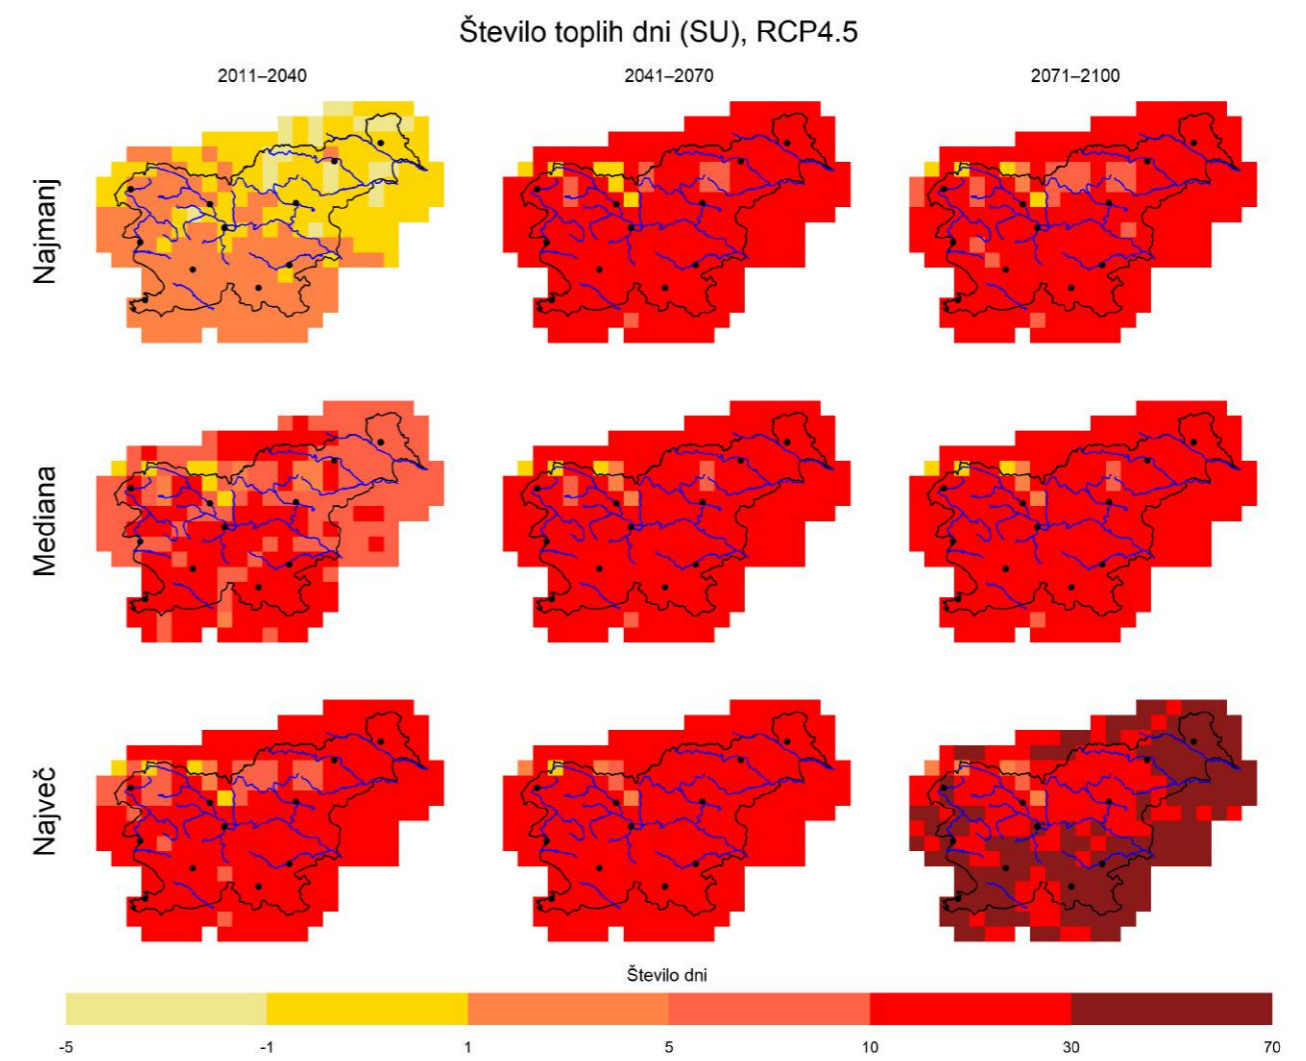 Število toplih dni (SU), RCP4.5
2011–2040
2041–2070
2071–2100
Najmanj
Mediana
Največ
Število dni
-5 -1 1 5 10 30 70